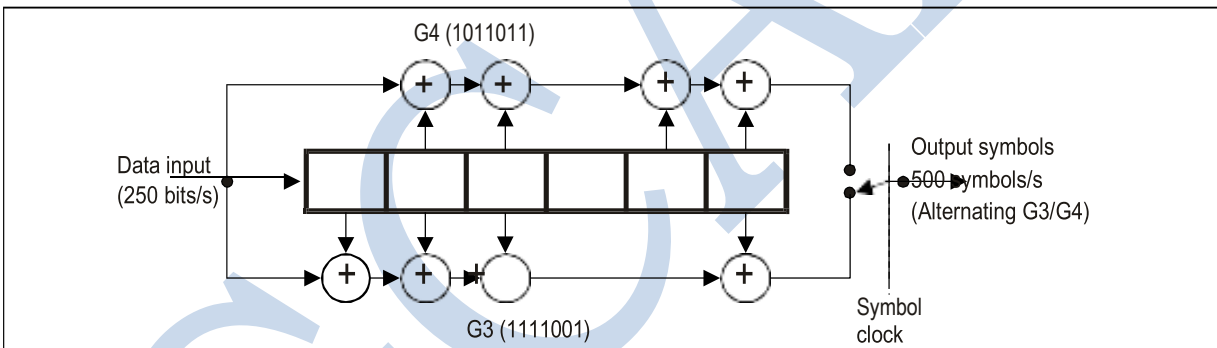 G4 (1011011)
+ + + +
Data input
(250 bits/s)
Output symbols
500 symbols/s
(Alternating G3/G4)
+ + + +
G3 (1111001)
Symbol
clock